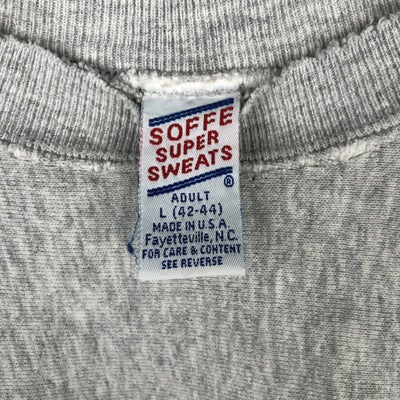 SOFFE
SUPER
SWEATS
®
ADULT
L (42-44)
MADE IN U.S.A.
Fayetteville, N.C.
FOR CARE & CONTENT
SEE REVERSE